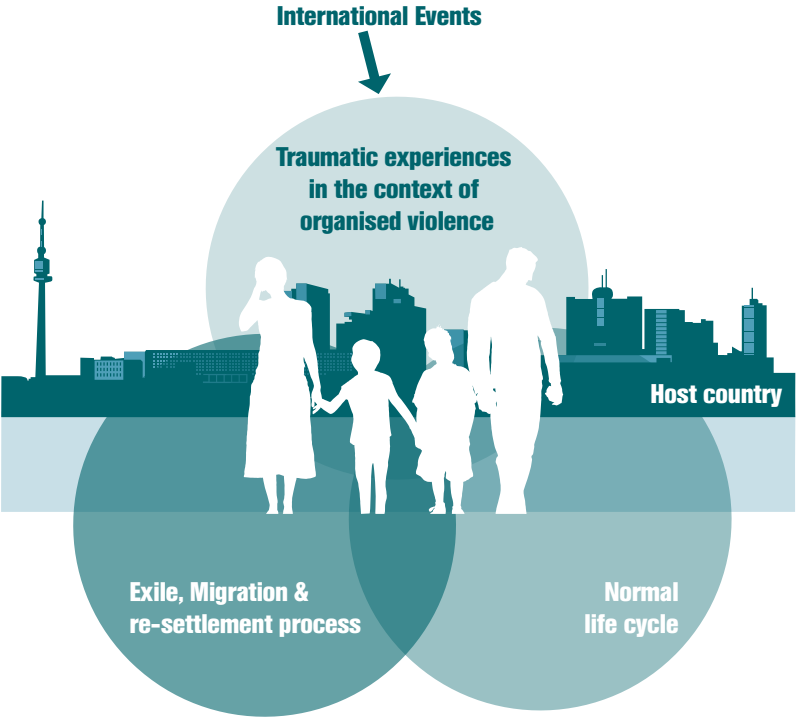 International Events
Traumatic experiences
in the context of
organised violence
Host country
Exile, Migration &
re-settlement process
Normal
life cycle